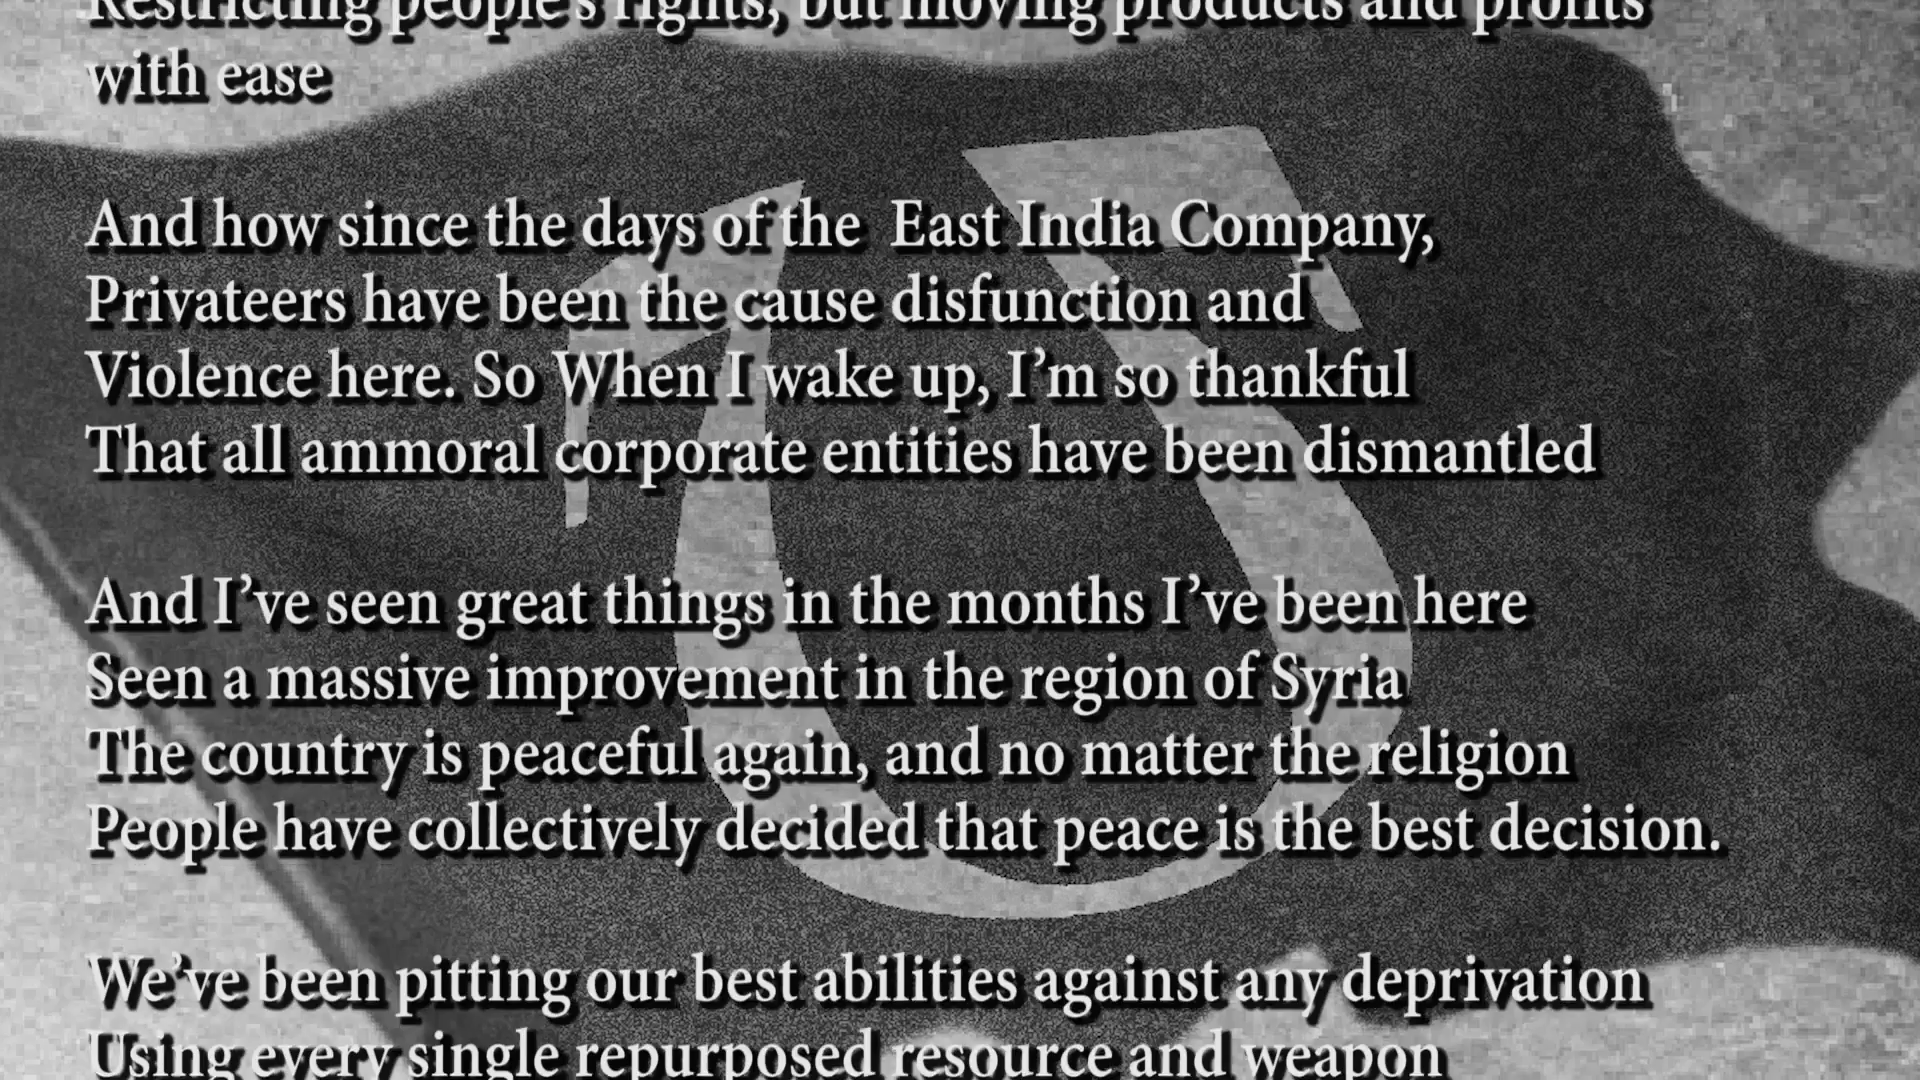 Restricting people's rights, but moving products and profits
with ease
And how since the days of the  East India Company,
Privateers have been the cause disfunction and
Violence here. So When I wake up, I’m so thankful
That all ammoral corporate entities have been dismantled
And I’ve seen great things in the months I’ve been here
Seen a massive improvement in the region of Syria
The country is peaceful again, and no matter the religion
People have collectively decided that peace is the best decision.
We’ve been pitting our best abilities against any deprivation
Using every single repurposed resource and weapon